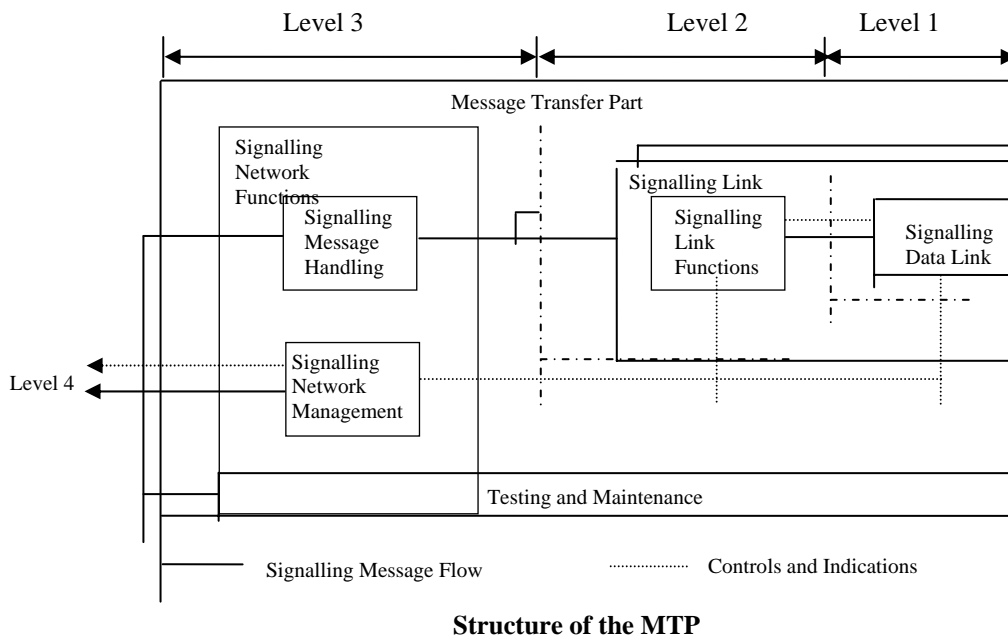 Level 3
Level 2
Level 1
Message Transfer Part
Signalling
Network
Functions
Signalling
Message
Handling
Signalling Link
Signalling
Link
Functions
Signalling
Data Link
Level 4
Signalling
Network
Management
Testing and Maintenance
Signalling Message Flow
Controls and Indications
Structure of the MTP